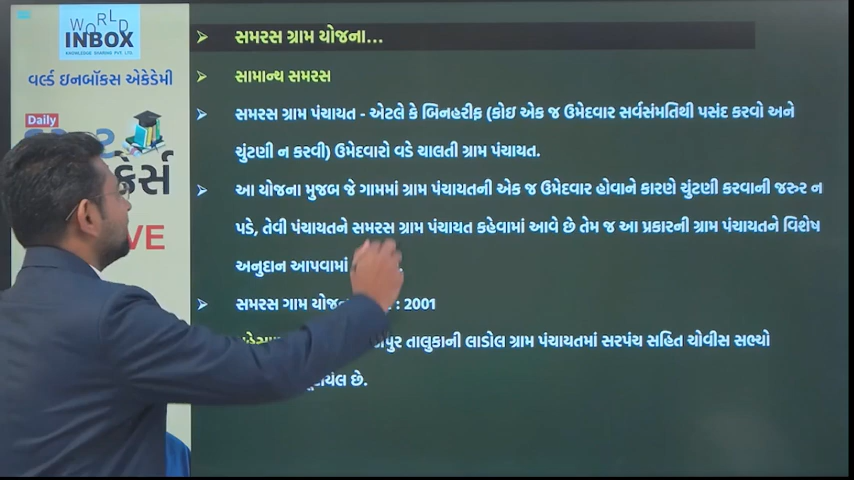 WORLD
INBOX
KNOWLEDGE SHARING PVT. LTD.
વર્લ્ડ ઇનબૉક્સ એકેડેમી
Daily
સમરસ ગ્રામ યોજના...
સામાન્ય સમરસ
સમરસ ગ્રામ પંચાયત - એટલે કે બિનહરીફ (કોઇ એક જ ઉમેદવાર સર્વસંમતિથી પસંદ કરવો અને
ચુંટણી ન કરવી) ઉમેદવારો વડે ચાલતી ગ્રામ પંચાયત.
આ યોજના મુજબ જે ગામમાં ગ્રામ પંચાયતની એક જ ઉમેદવાર હોવાને કારણે ચુંટણી કરવાની જરુર ન
પડે, તેવી પંચાયતને સમરસ ગ્રામ પંચાયત કહેવામાં આવે છે તેમ જ આ પ્રકારની ગ્રામ પંચાયતને વિશેષ
અનુદાન આપવામાં
સમરસ ગામ : 2001
તાલુકાની લાડોલ ગ્રામ પંચાયતમાં સરપંચ સહિત ચોવીસ સભ્યો
છે.